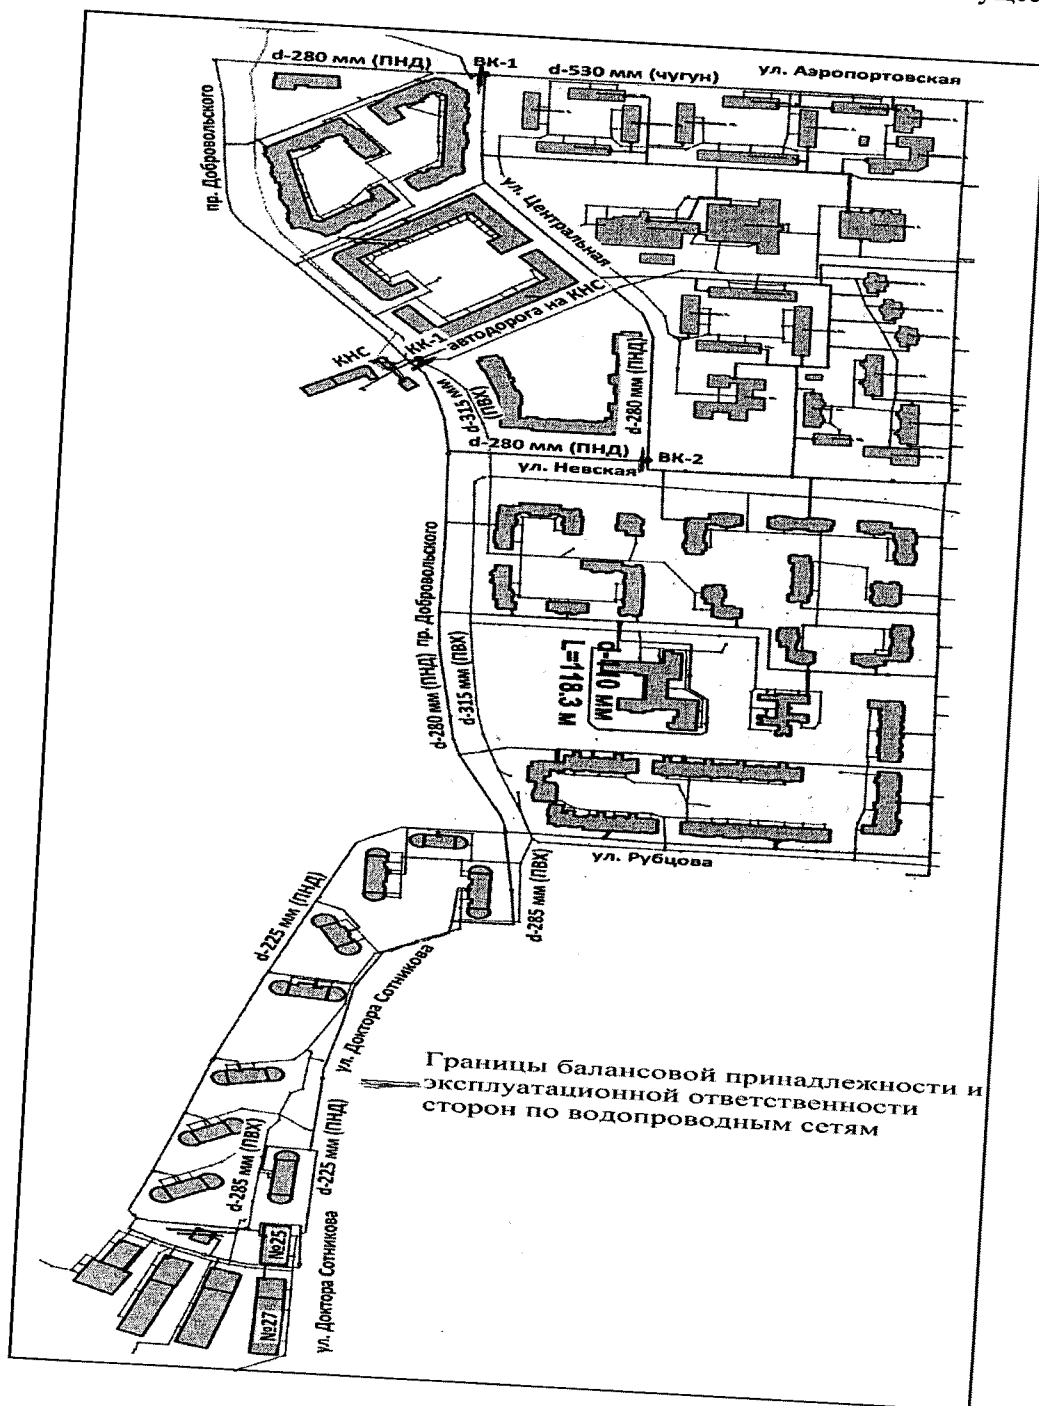 d-280 мм (ПНД)
ВК-1
d-530 мм (чугун)
ул. Аэропортовская
пр. Добровольского
ул. Центральная
автодорога на КНС
КНС
КК-1
d-315 мм
(ПВХ)
d-280 мм (ПНД)
d-280 мм (ПНД)
ВК-2
ул. Невская
пр. Добровольского
d-280 мм (ПНД)
d-315 мм (ПВХ)
d-110 мм
L=118,3 м
ул. Рубцова
d-285 мм (ПВХ)
d-225 мм (ПНД)
ул. Доктора Сотникова
Границы балансовой принадлежности и
эксплуатационной ответственности
сторон по водопроводным сетям
d-285 мм (ПВХ)
d-225 мм (ПНД)
№25
ул. Доктора Сотникова
№27